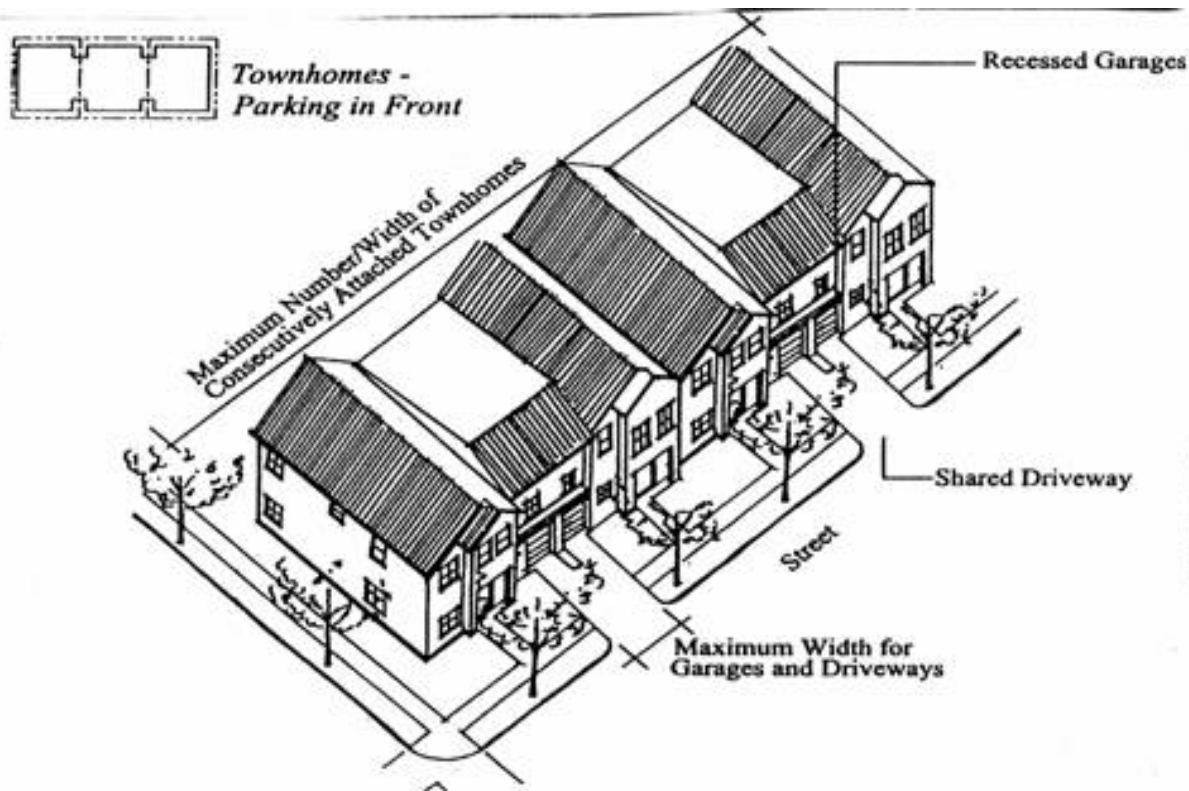 Townhomes -
Parking in Front
Recessed Garages
Maximum Number/Width of
Consecutively Attached Townhomes
Shared Driveway
Street
Maximum Width for
Garages and Driveways